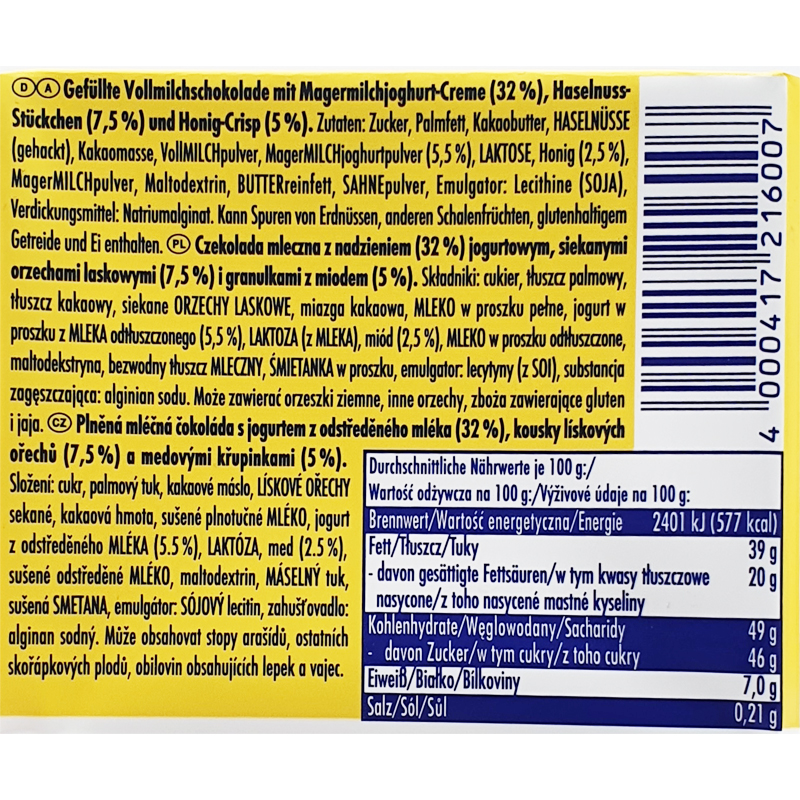 D A Gefüllte Vollmilchschokolade mit Magermilchjoghurt-Creme (32 %), Haselnuss-
Stückchen (7,5 %) und Honig-Crisp (5 %). Zutaten: Zucker, Palmfett, Kakaobutter, HASELNÜSSE
(gehackt), Kakaomasse, VollMILCHpulver, MagerMILCHjoghurtpulver (5,5 %), LAKTOSE, Honig (2,5 %),
MagerMILCHpulver, Maltodextrin, BUTTERreinfett, SAHNEpulver, Emulgator: Lecithine (SOJA),
Verdickungsmittel: Natriumalginat. Kann Spuren von Erdnüssen, anderen Schalenfrüchten, glutenhaltigem
Getreide und Ei enthalten. PL Czekolada mleczna z nadzieniem (32 %) jogurtowym, siekanymi
orzechami laskowymi (7,5 %) i granulkami z miodem (5 %). Składniki: cukier, tłuszcz palmowy,
tłuszcz kakaowy, siekane ORZECHY LASKOWE, miazga kakaowa, MLEKO w proszku pełne, jogurt w
proszku z MLEKA odtłuszczonego (5,5 %), LAKTOZA (z MLEKA), miód (2,5 %), MLEKO w proszku odtłuszczone,
maltodekstryna, bezwodny tłuszcz MLECZNY, ŚMIETANKA w proszku, emulgator: lecytyny (z SOI), substancja
zagęszczająca: alginian sodu. Może zawierać orzeszki ziemne, inne orzechy, zboża zawierające gluten
i jaja. CZ Plněná mléčná čokoláda s jogurtem z odstředěného mléka (32 %), kousky lískových
ořechů (7,5 %) a medovými křupinkami (5 %).
Složení: cukr, palmový tuk, kakaové máslo, LÍSKOVÉ OŘECHY
sekané, kakaová hmota, sušené plnotučné MLÉKO, jogurt
z odstředěného MLÉKA (5.5 %), LAKTÓZA, med (2.5 %),
sušené odstředěné MLÉKO, maltodextrin, MÁSELNÝ tuk,
sušená SMETANA, emulgátor: SÓJOVÝ lecitin, zahušťovadlo:
alginan sodný. Může obsahovat stopy arašídů, ostatních
skořápkových plodů, obilovin obsahujících lepek a vajec.
4 000417 216007
Durchschnittliche Nährwerte je 100 g:/
Wartość odżywcza na 100 g:/Výživové údaje na 100 g:
Brennwert/Wartość energetyczna/Energie 2401 kJ (577 kcal)
Fett/Tłuszcz/Tuky 39 g
- davon gesättigte Fettsäuren/w tym kwasy tłuszczowe 20 g
nasycone/z toho nasycené mastné kyseliny
Kohlenhydrate/Węglowodany/Sacharidy 49 g
- davon Zucker/w tym cukry/z toho cukry 46 g
Eiweiß/Białko/Bílkoviny 7,0 g
Salz/Sól/Sůl 0,21 g